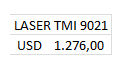 LASER TMI 9021
USD 1.276,00